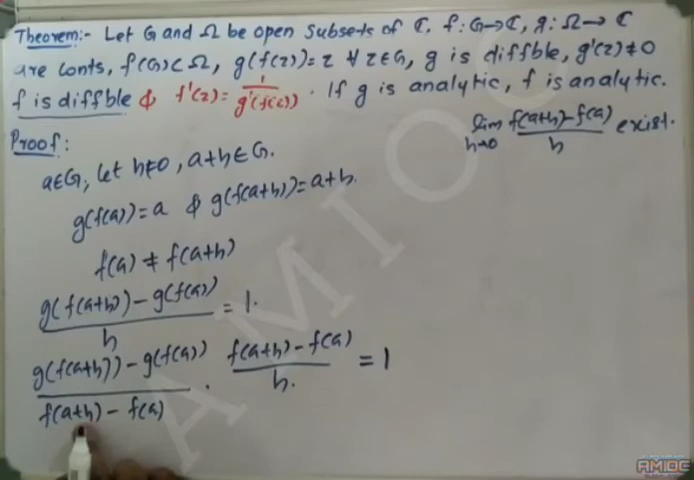 Theorem:- Let G and Ω be open subsets of ℂ. f: G→ℂ, g: Ω→ℂ
are conts, f(G)⊂Ω, g(f(z))=z ∀ z∈G, g is diffble, g'(z)≠0
f is diffble & f'(z)= 1/g'(f(z)) . If g is analytic, f is analytic.
lim h→0 f(a+h)-f(a)/h exist.
Proof:
a∈G, Let h≠0, a+h∈G.
g(f(a))=a & g(f(a+h))=a+h.
f(a) ≠ f(a+h)
g(f(a+h))-g(f(a))/h = 1.
g(f(a+h))-g(f(a))/f(a+h)-f(a) . f(a+h)-f(a)/h. = 1
AMIOC
AMIOC